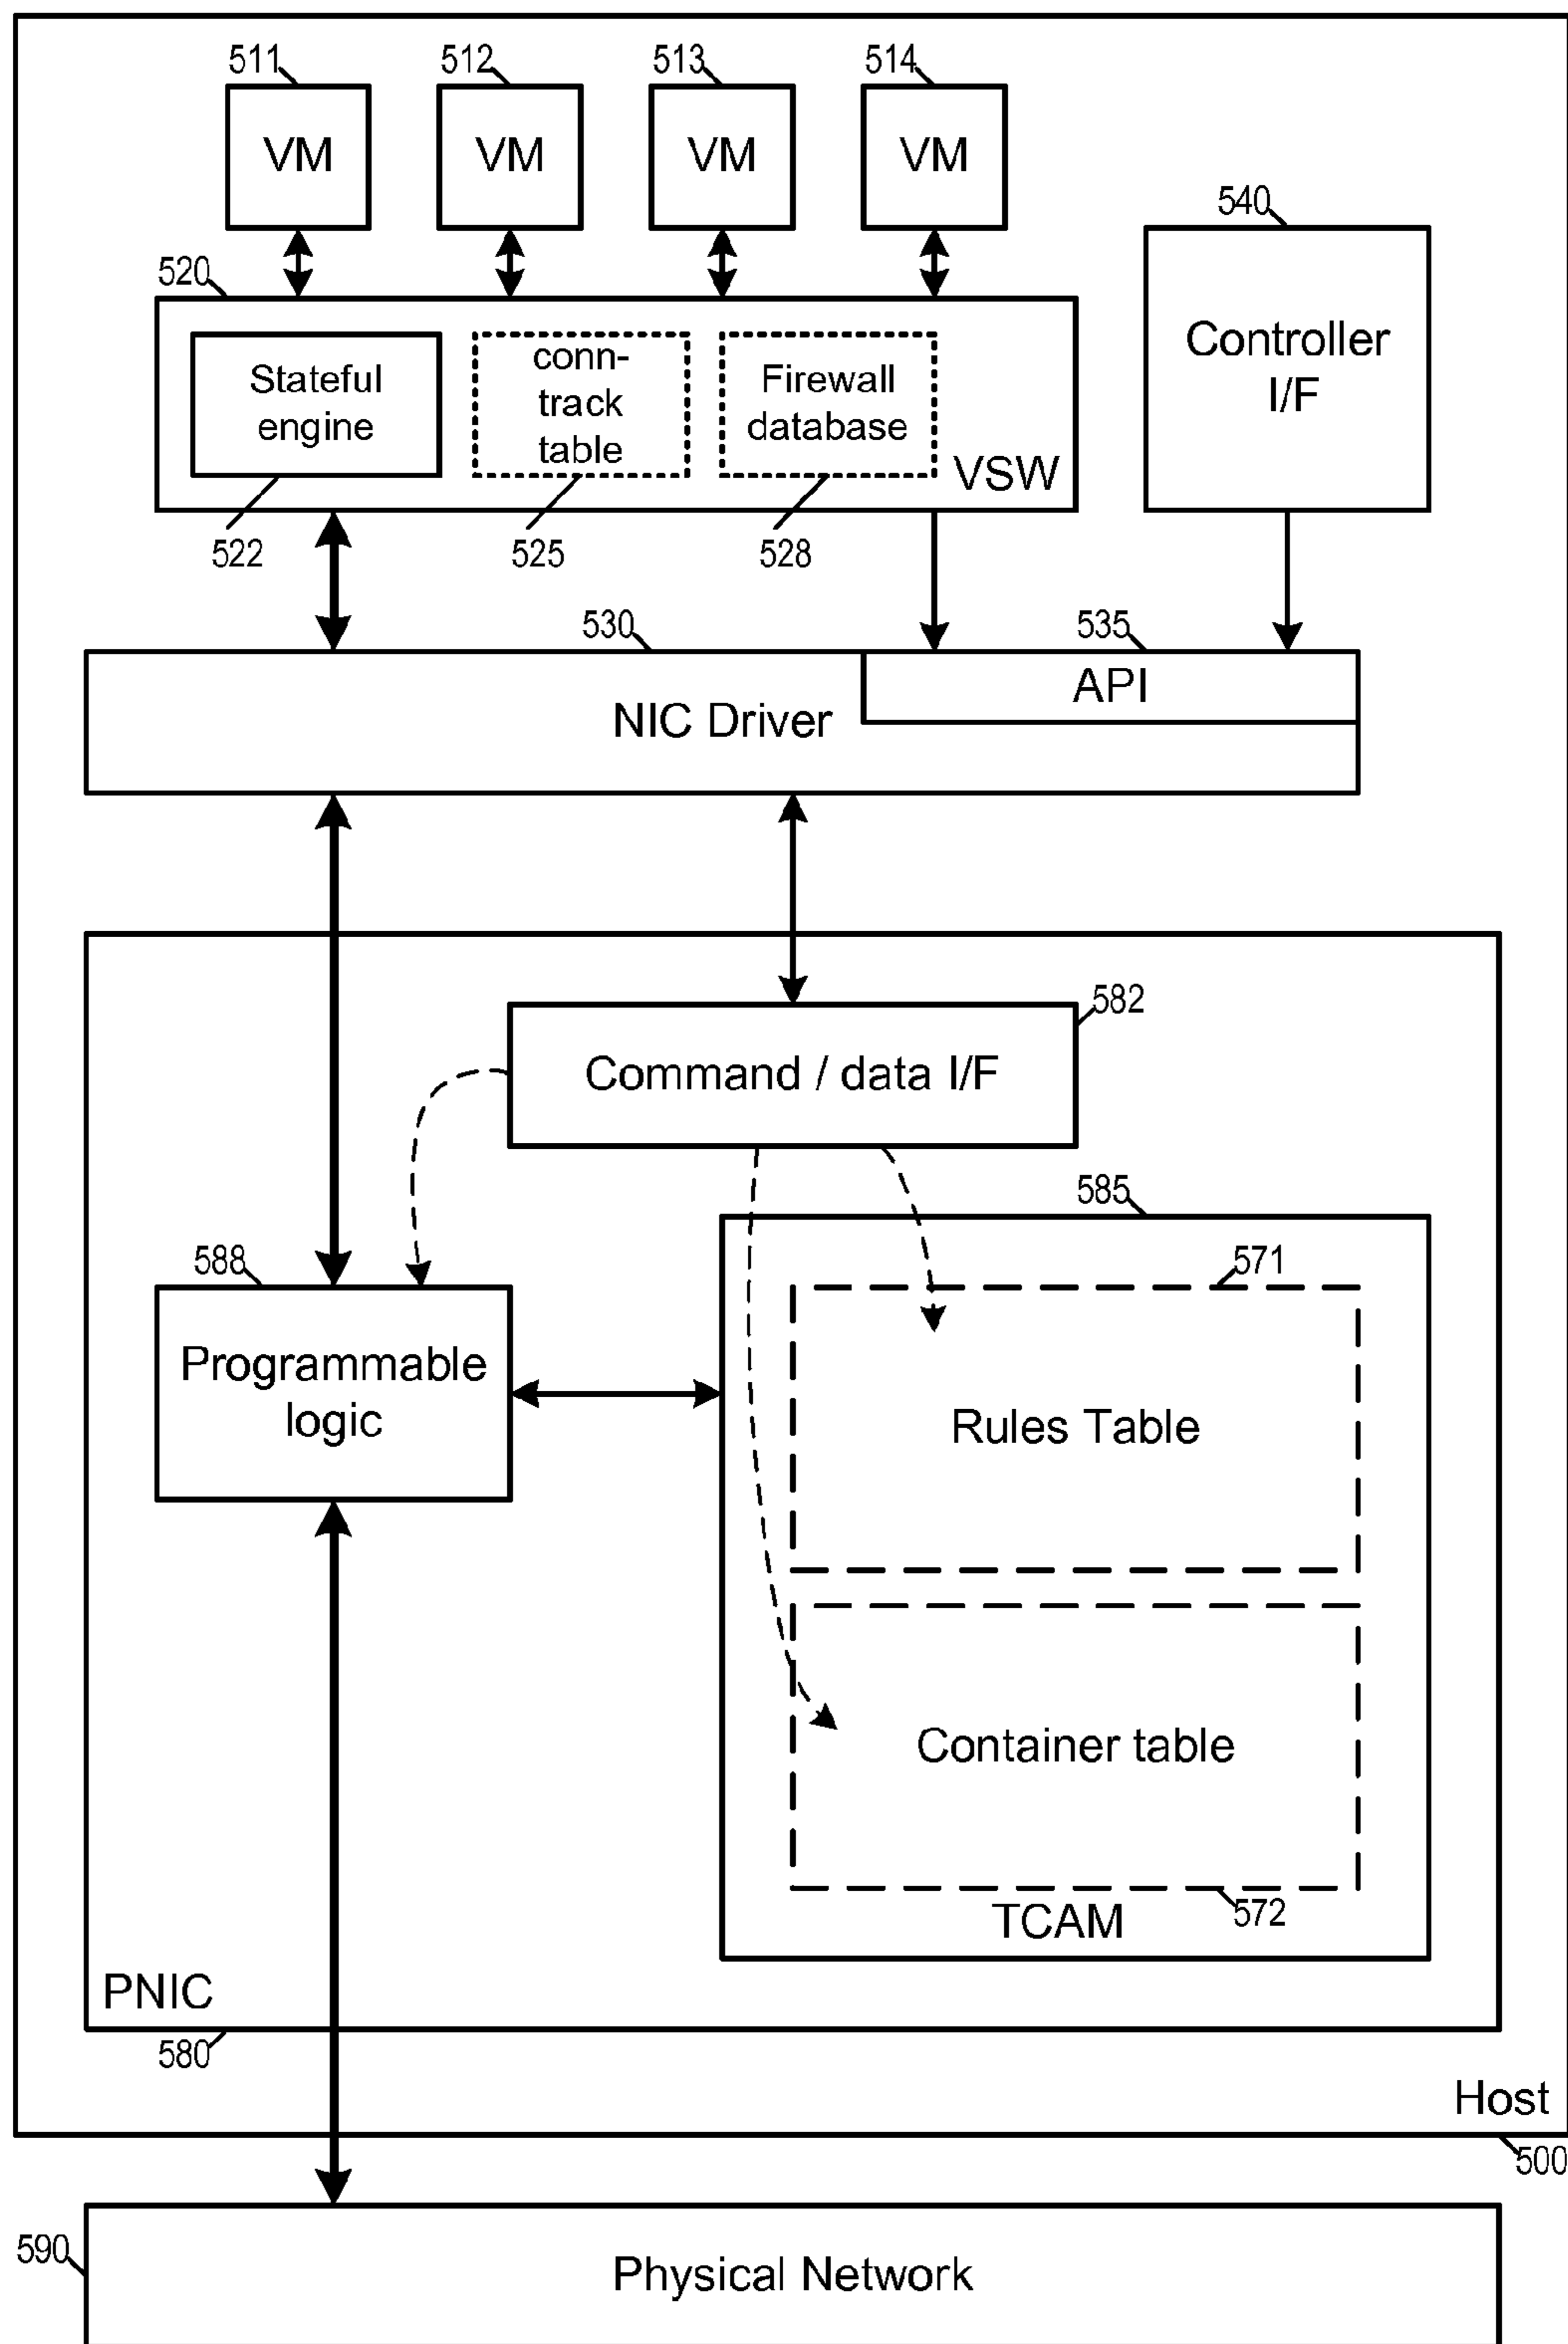 511
512
513
514
VM
VM
VM
VM
540
520
Controller
I/F
Stateful
engine
conn-
track
table
Firewall
database
VSW
522
525
528
530
535
API
NIC Driver
582
Command / data I/F
585
588
571
Programmable
logic
Rules Table
Container table
572
TCAM
PNIC
580
Host
500
590
Physical Network